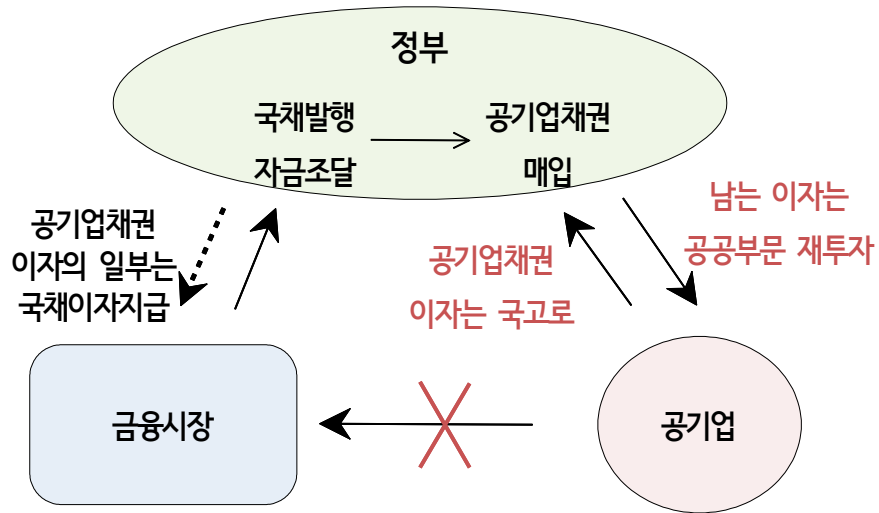 정부
국채발행
자금조달
공기업채권
매입
남는 이자는
공공부문 재투자
공기업채권
이자의 일부는
국채이자지급
공기업채권
이자는 국고로
금융시장
공기업